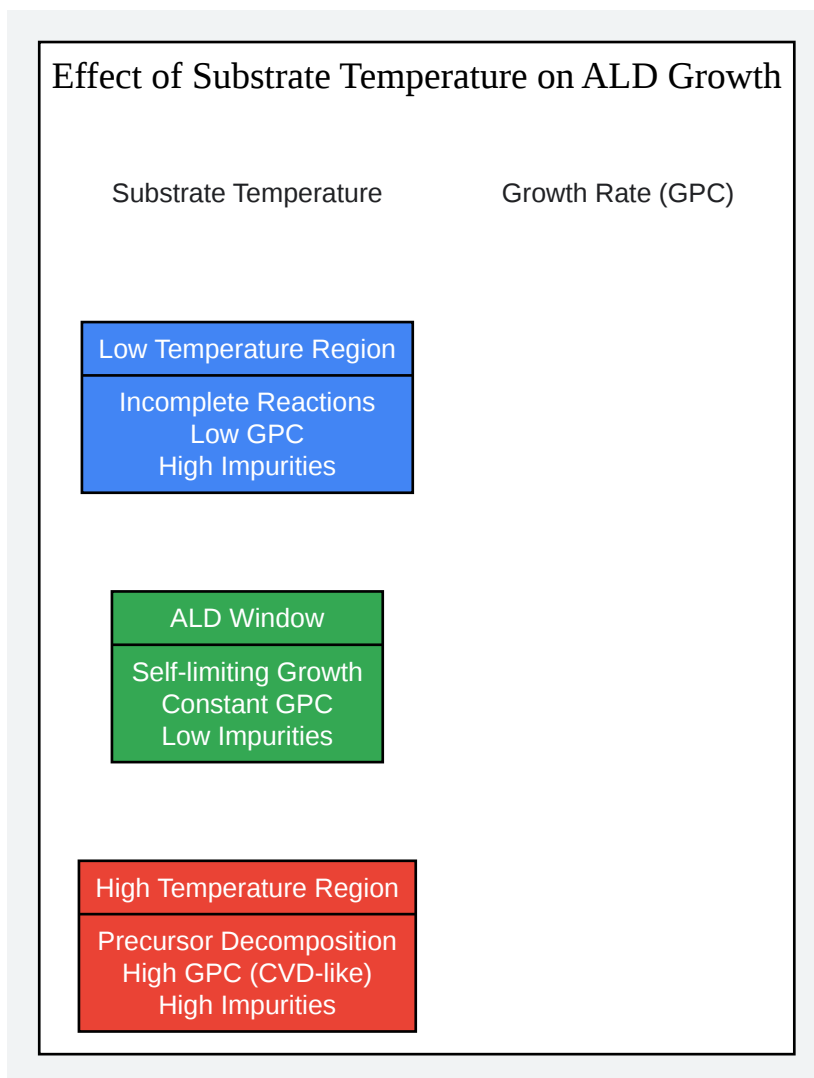 Effect of Substrate Temperature on ALD Growth
Substrate Temperature
Growth Rate (GPC)
Low Temperature Region
Incomplete Reactions
Low GPC
High Impurities
ALD Window
Self-limiting Growth
Constant GPC
Low Impurities
High Temperature Region
Precursor Decomposition
High GPC (CVD-like)
High Impurities